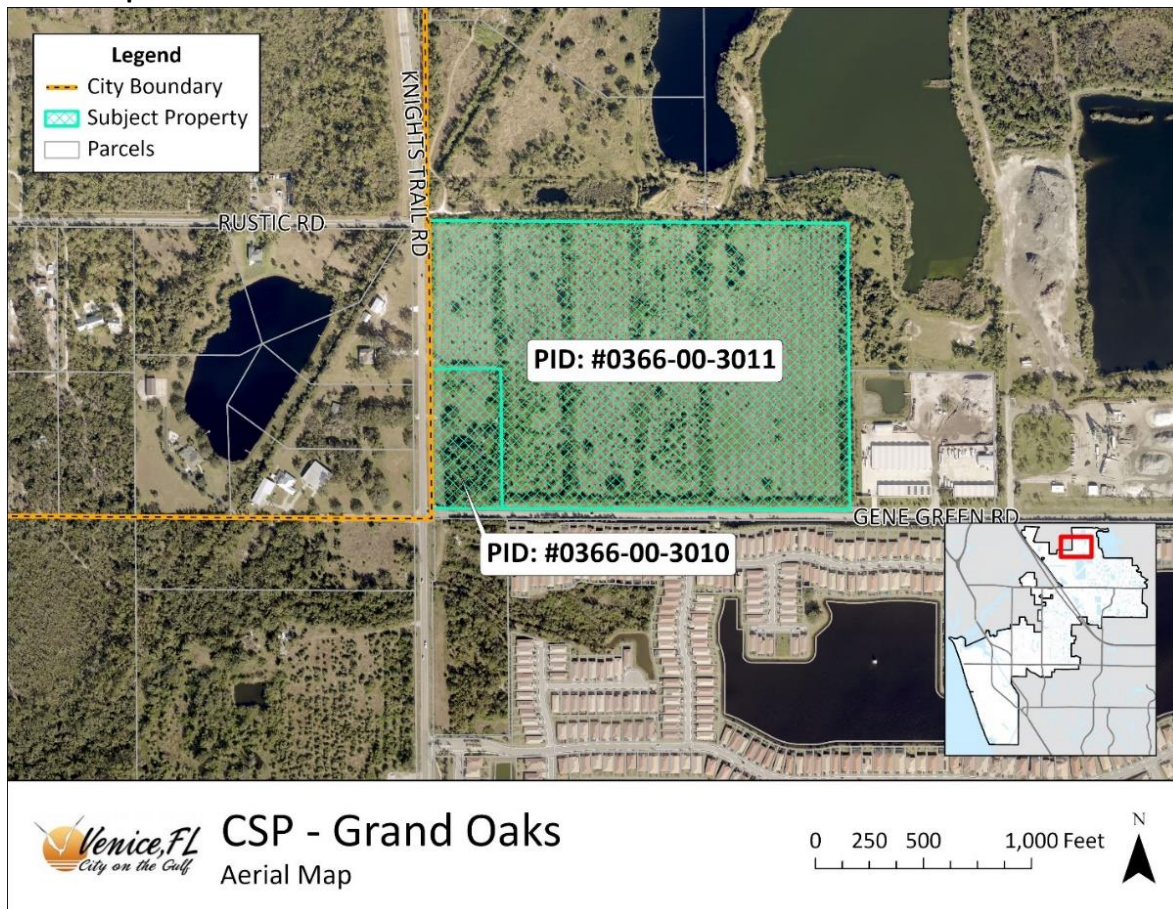 Legend
City Boundary
Subject Property
Parcels
KNIGHTS TRAIL RD
RUSTIC RD
PID: #0366-00-3011
GENE GREEN RD
PID: #0366-00-3010
Venice, FL
City on the Gulf
CSP - Grand Oaks
Aerial Map
0 250 500 1,000 Feet
N